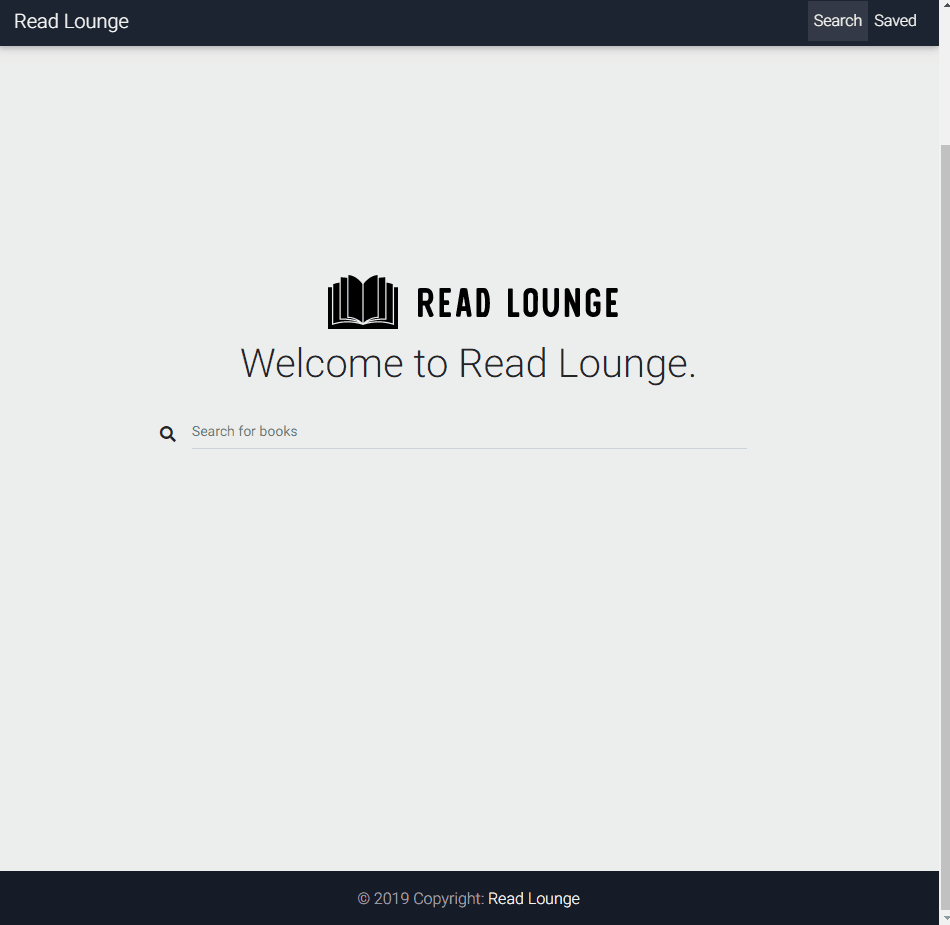 Read Lounge
Search Saved
READ LOUNGE
Welcome to Read Lounge.
Search for books
© 2019 Copyright: Read Lounge